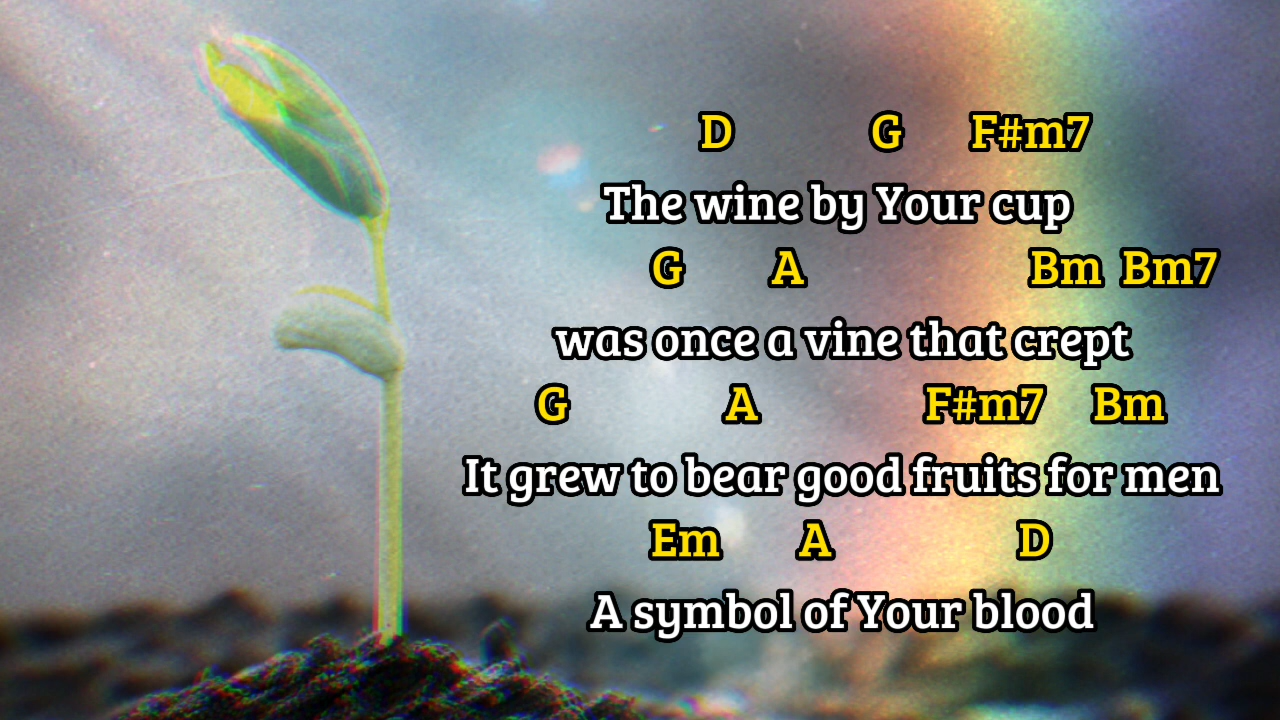 D G F#m7
The wine by Your cup
G A Bm Bm7
was once a vine that crept
G A F#m7 Bm
It grew to bear good fruits for men
Em A D
A symbol of Your blood